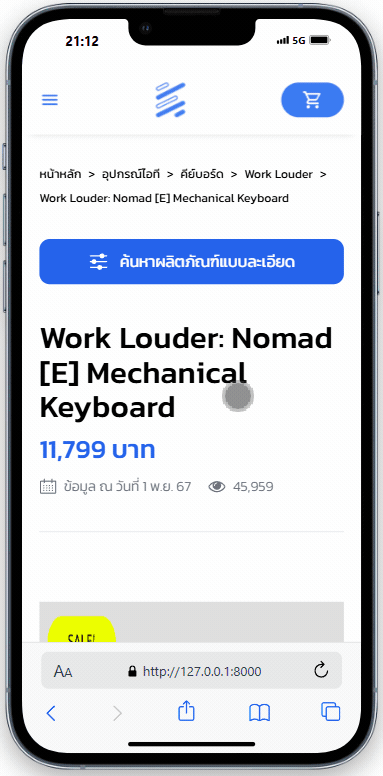 21:12
5G
หน้าหลัก > อุปกรณ์ไอที > คีย์บอร์ด > Work Louder >
Work Louder: Nomad [E] Mechanical Keyboard
ค้นหาผลิตภัณฑ์แบบละเอียด
Work Louder: Nomad
[E] Mechanical
Keyboard
11,799 บาท
ข้อมูล ณ วันที่ 1 พ.ย. 67 45,959
SALE!
AA http://127.0.0.1:8000